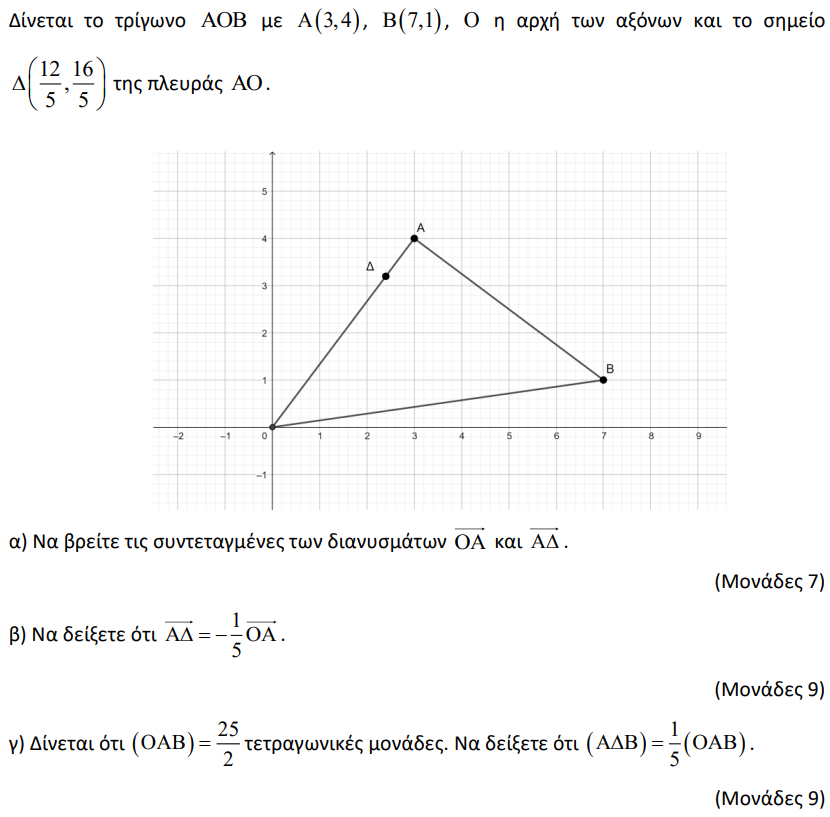 Δίνεται το τρίγωνο ΑΟΒ με Α(3,4), Β(7,1), Ο η αρχή των αξόνων και το σημείο
Δ(12/5, 16/5) της πλευράς ΑΟ.
5
Α
4
Δ
3
2
Β
1
−2 −1 0 1 2 3 4 5 6 7 8 9
−1
α) Να βρείτε τις συντεταγμένες των διανυσμάτων \overrightarrow{ΟΑ} και \overrightarrow{ΑΔ}.
(Μονάδες 7)
β) Να δείξετε ότι \overrightarrow{ΑΔ} = −1/5 \overrightarrow{ΟΑ}.
(Μονάδες 9)
γ) Δίνεται ότι (ΟΑΒ) = 25/2 τετραγωνικές μονάδες. Να δείξετε ότι (ΑΔΒ) = 1/5 (ΟΑΒ).
(Μονάδες 9)